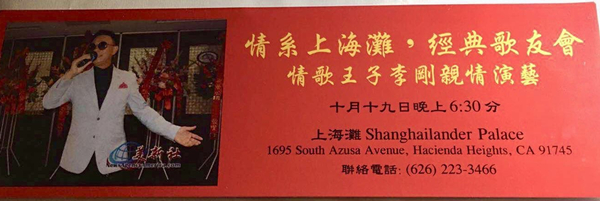 情系上海灘，經典歌友會
情歌王子李剛親情演藝
十月十九日晚上6:30分
上海灘 Shanghailander Palace
1695 South Azusa Avenue, Hacienda Heights, CA 91745
聯絡電話: (626) 223-3466
美新社